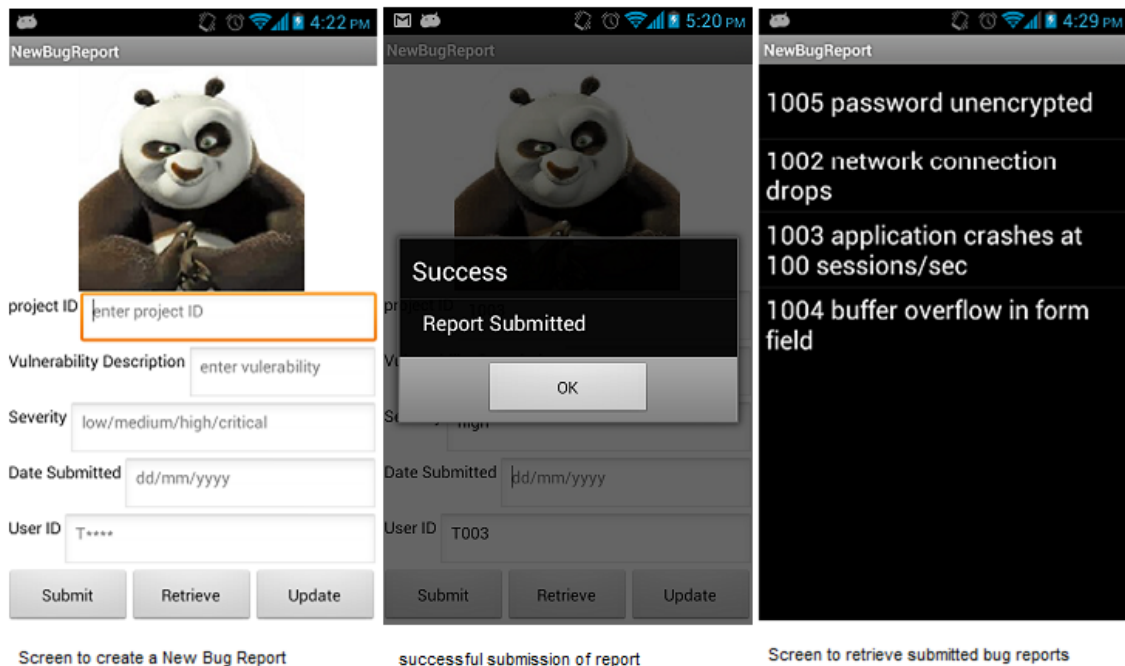 4:22 PM
NewBugReport
project ID
enter project ID
Vulnerability Description
enter vulerability
Severity
low/medium/high/critical
Date Submitted
dd/mm/yyyy
User ID
T****
Submit
Retrieve
Update
Screen to create a New Bug Report
5:20 PM
NewBugReport
Success
Report Submitted
OK
project ID
high
Date Submitted
dd/mm/yyyy
User ID
T003
Submit
Retrieve
Update
successful submission of report
4:29 PM
NewBugReport
1005 password unencrypted
1002 network connection
drops
1003 application crashes at
100 sessions/sec
1004 buffer overflow in form
field
Screen to retrieve submitted bug reports